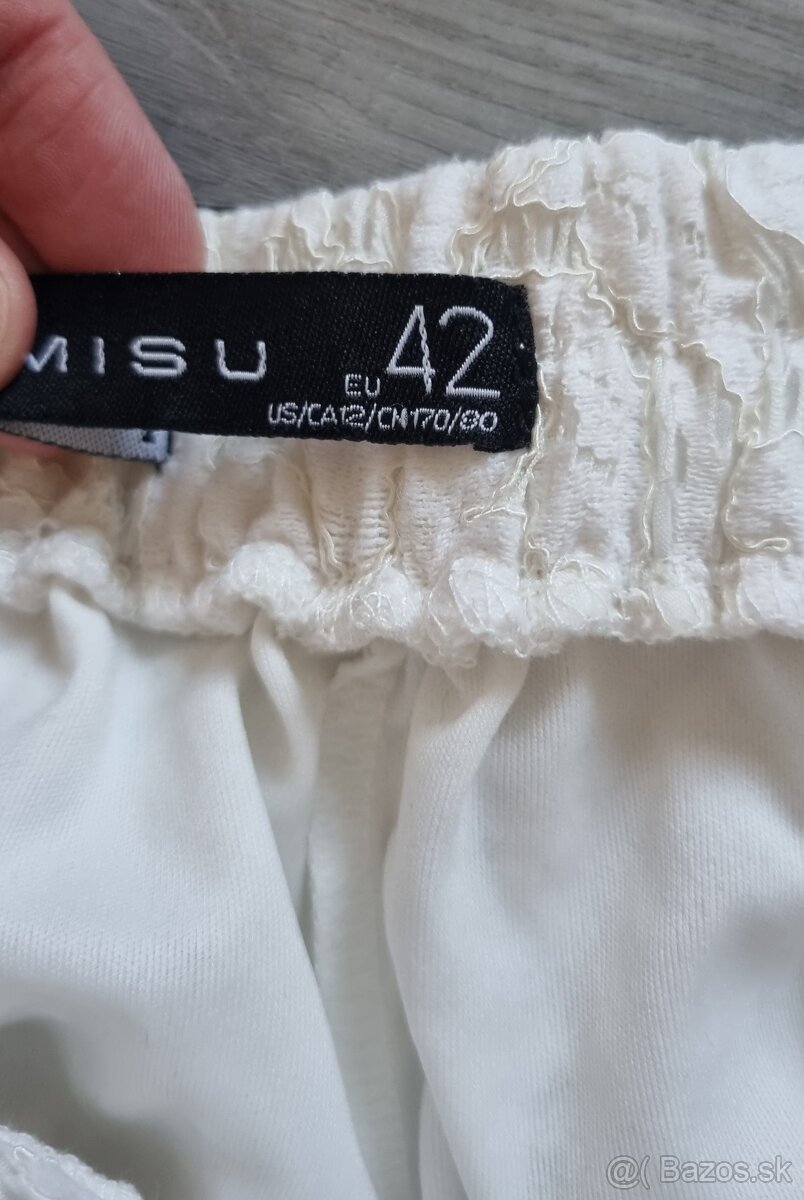 MISU
EU 42
US/CA12/CN170/80
@( Bazos.sk